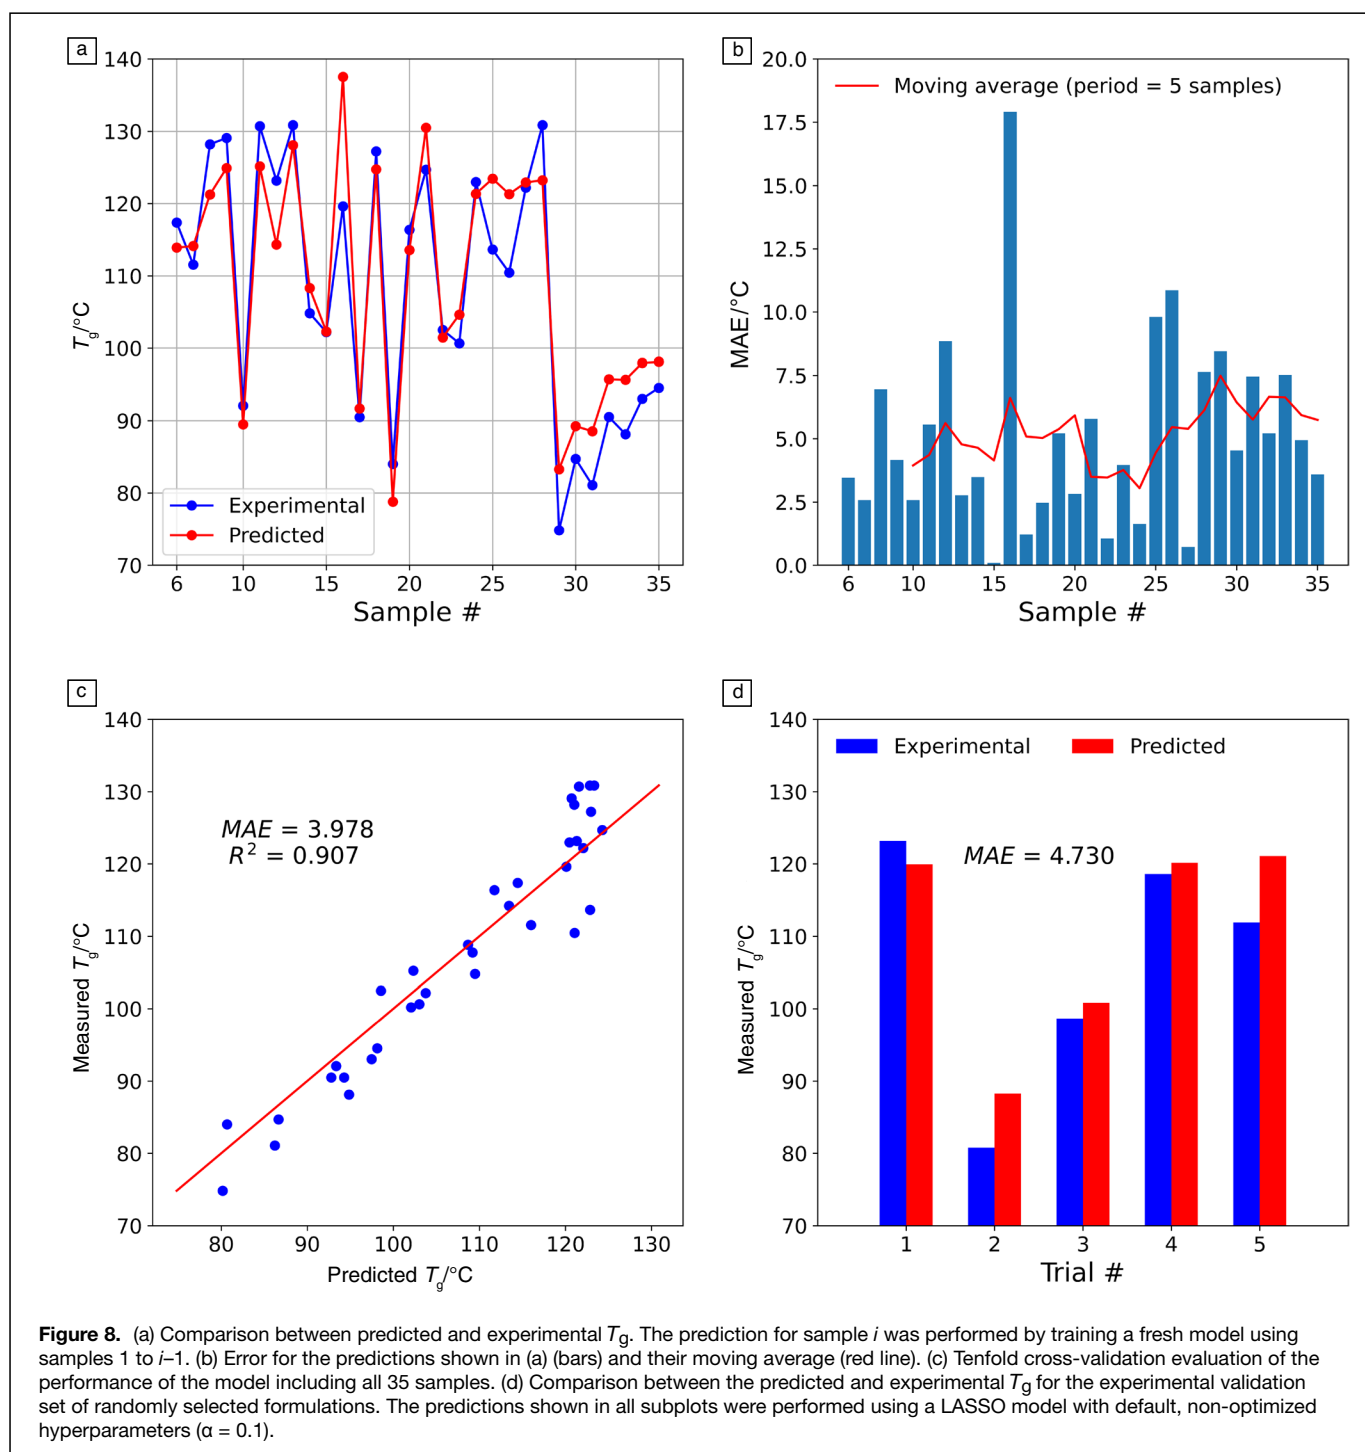 a
140
130
120
110
100
90
80
70
Tg/°C
Experimental
Predicted
6 10 15 20 25 30 35
Sample #
b
20.0
17.5
15.0
12.5
10.0
7.5
5.0
2.5
0.0
MAE/°C
Moving average (period = 5 samples)
6 10 15 20 25 30 35
Sample #
c
140
130
120
110
100
90
80
70
Measured Tg/°C
MAE = 3.978
R² = 0.907
80 90 100 110 120 130
Predicted Tg/°C
d
140
130
120
110
100
90
80
70
Measured Tg/°C
Experimental Predicted
MAE = 4.730
1 2 3 4 5
Trial #
Figure 8. (a) Comparison between predicted and experimental Tg. The prediction for sample i was performed by training a fresh model using
samples 1 to i–1. (b) Error for the predictions shown in (a) (bars) and their moving average (red line). (c) Tenfold cross-validation evaluation of the
performance of the model including all 35 samples. (d) Comparison between the predicted and experimental Tg for the experimental validation
set of randomly selected formulations. The predictions shown in all subplots were performed using a LASSO model with default, non-optimized
hyperparameters (α = 0.1).